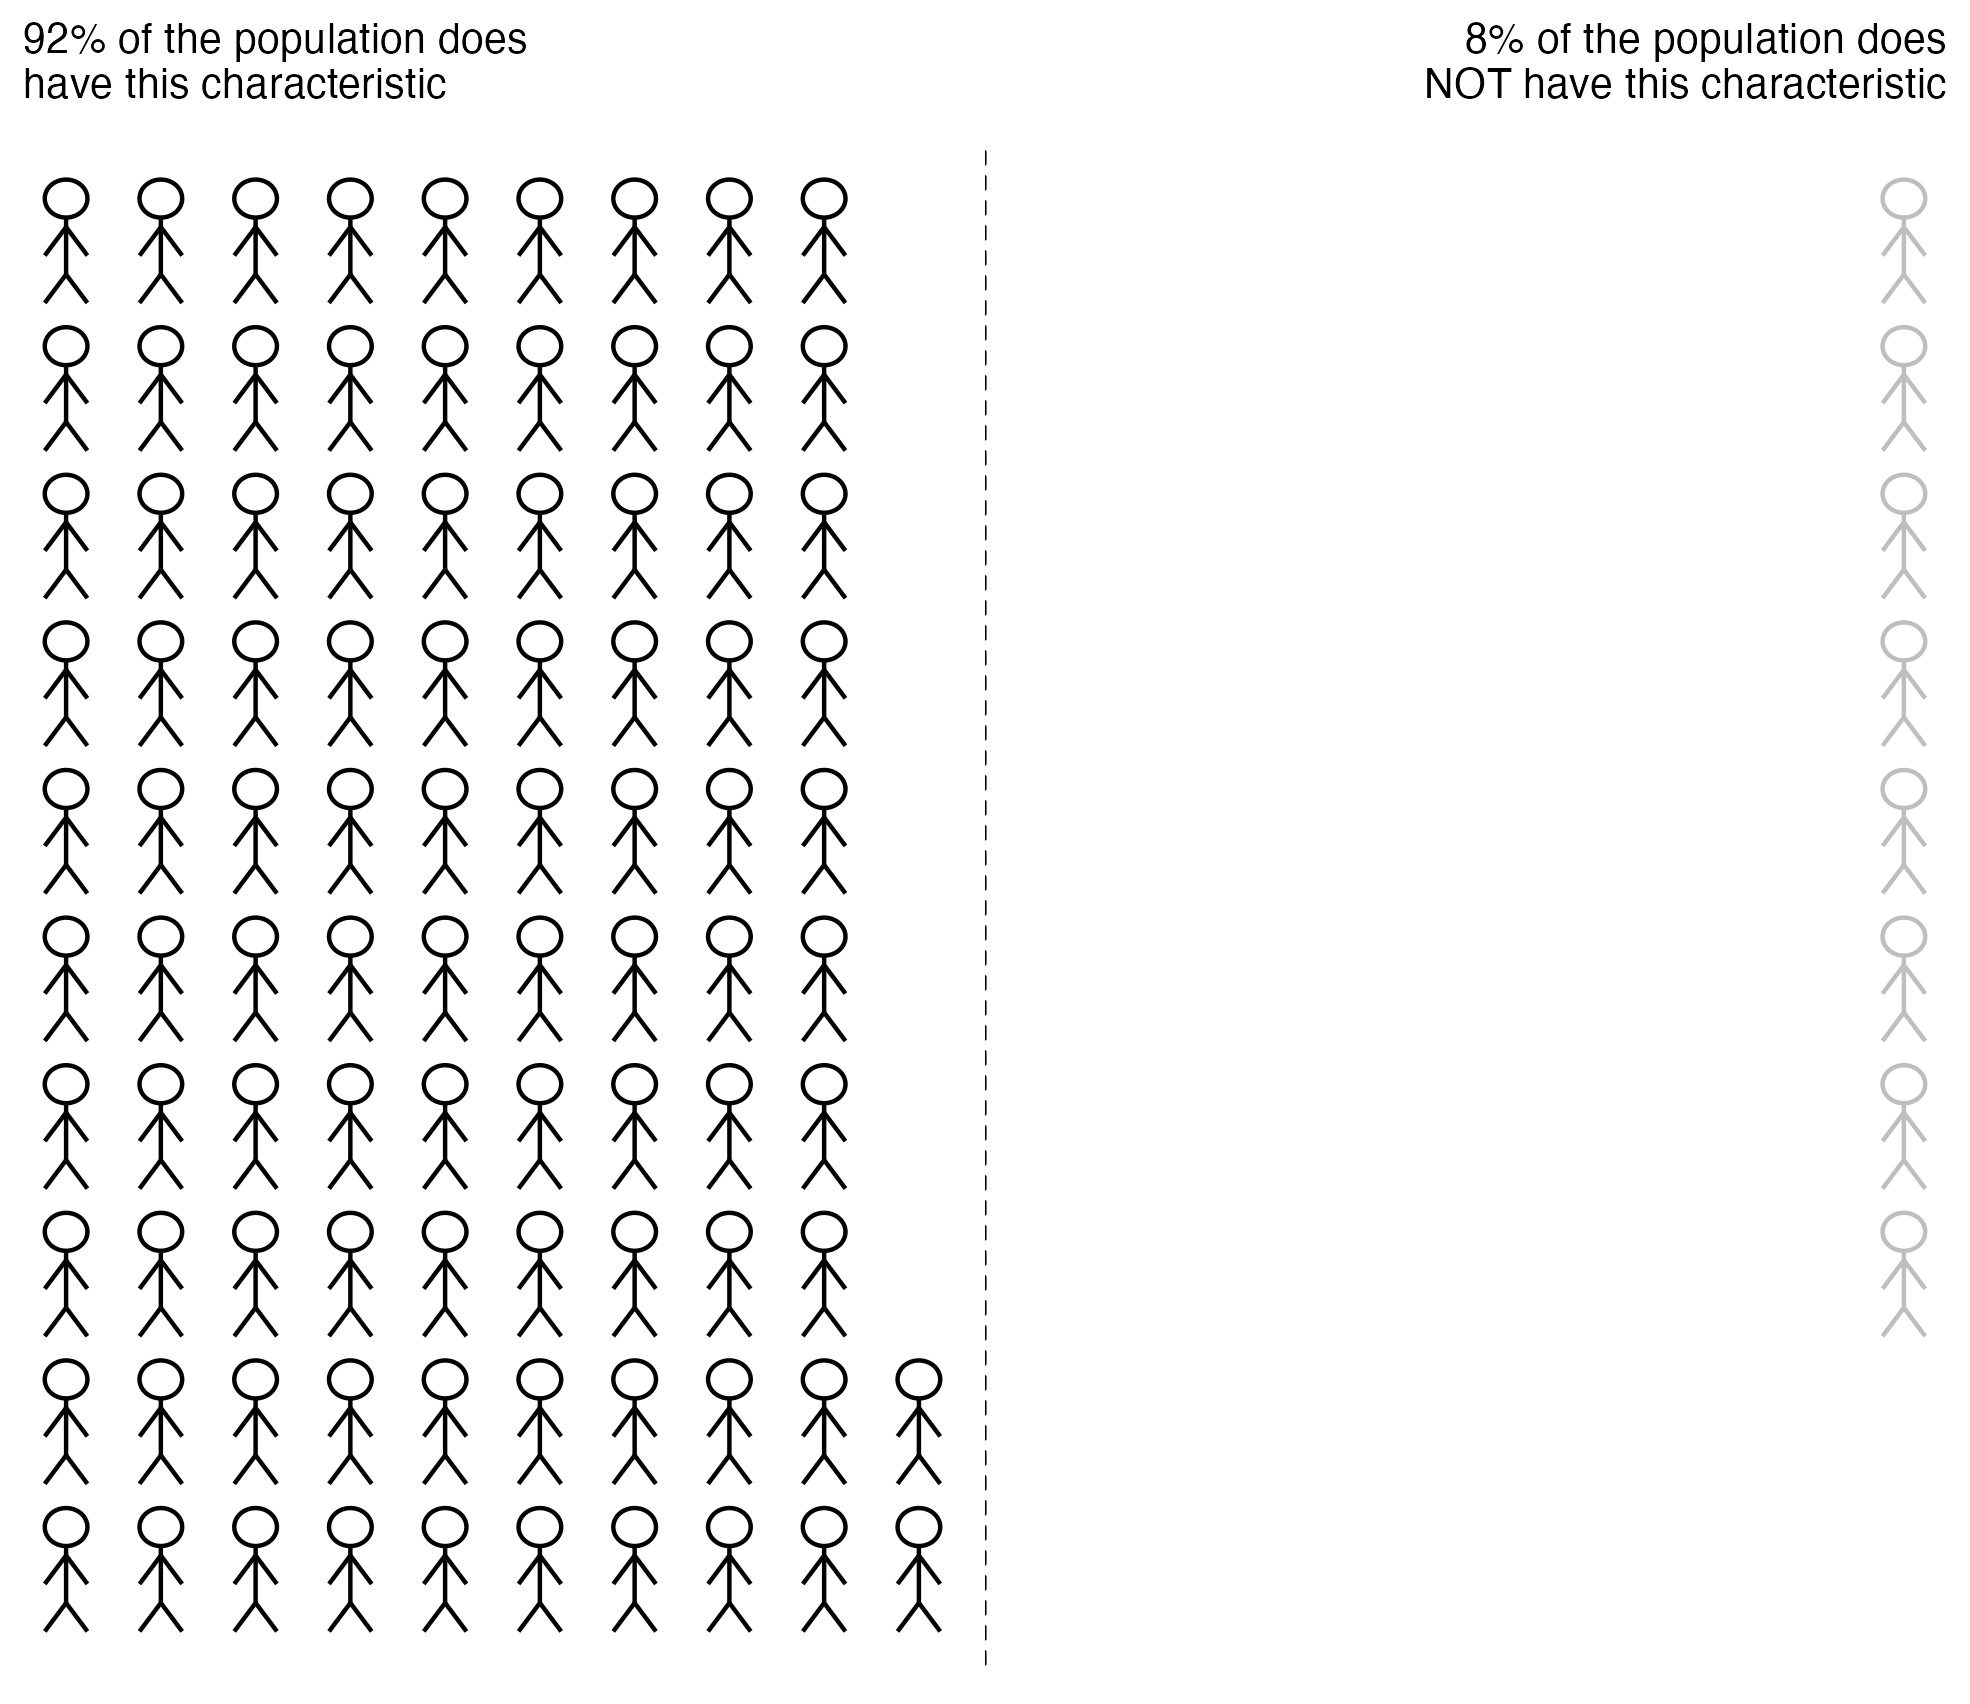 92% of the population does
have this characteristic
8% of the population does
NOT have this characteristic